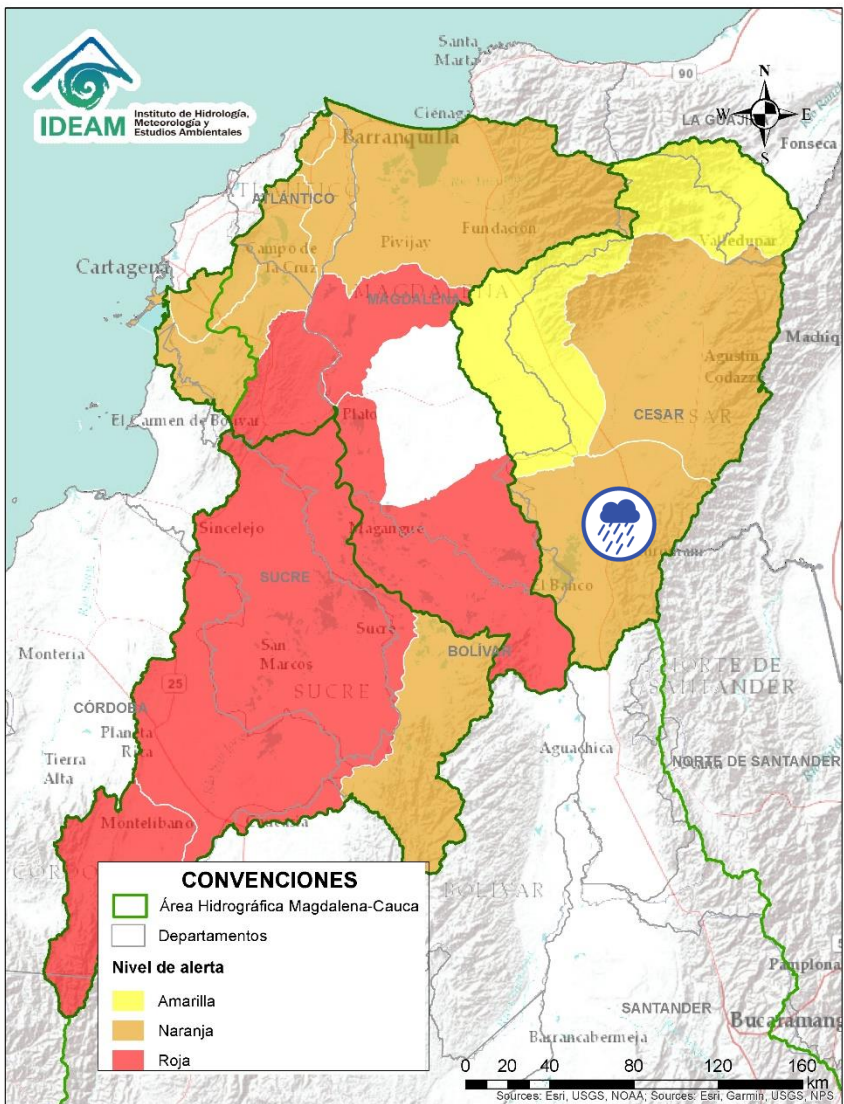 IDEAM
Instituto de Hidrología,
Meteorología y
Estudios Ambientales
Santa
Marta
90
N
W
E
S
Ciénaga
LA GUAJIRA
Fonseca
Barranquilla
ATLÁNTICO
Fundación
Pivijay
Valledupar
Campo de
la Cruz
Cartagena
MAGDALENA
Machiq
Agustín
Codazzi
CESAR
CESAR
El Carmen de Bolívar
Plato
Sincelejo
Magangué
SUCRE
El Banco
Sucre
Montería
San
Marcos
BOLÍVAR
NORTE DE
SANTANDER
SUCRE
25
CÓRDOBA
Planeta
Rica
Aguachica
Tierra
Alta
NORTE DE SANTANDER
Montelíbano
BOLÍVAR
CONVENCIONES
Área Hidrográfica Magdalena-Cauca
Departamentos
Nivel de alerta
Amarilla
Naranja
Roja
Pamplona
SANTANDER
Bucaramang
Barrancabermeja
0 20 40 80 120 160
km
Sources: Esri, USGS, NOAA; Sources: Esri, Garmin, USGS, NPS